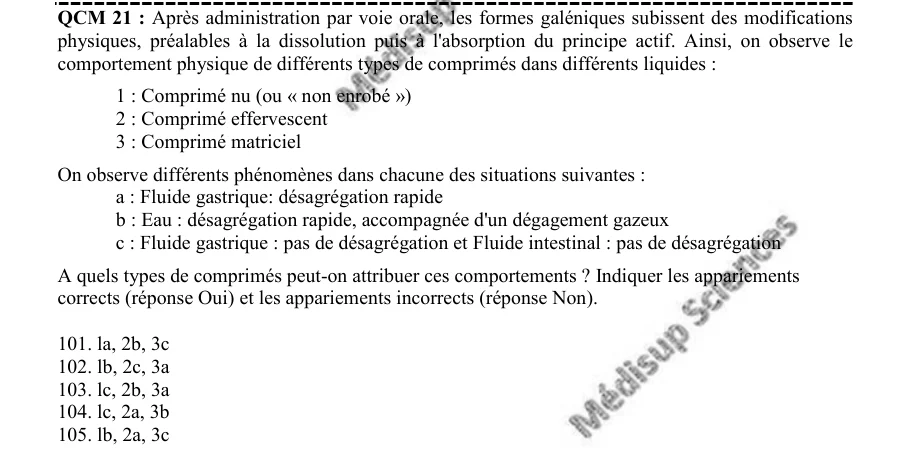 QCM 21 : Après administration par voie orale, les formes galéniques subissent des modifications
physiques, préalables à la dissolution puis à l'absorption du principe actif. Ainsi, on observe le
comportement physique de différents types de comprimés dans différents liquides :
1 : Comprimé nu (ou « non enrobé »)
2 : Comprimé effervescent
3 : Comprimé matriciel
On observe différents phénomènes dans chacune des situations suivantes :
a : Fluide gastrique: désagrégation rapide
b : Eau : désagrégation rapide, accompagnée d'un dégagement gazeux
c : Fluide gastrique : pas de désagrégation et Fluide intestinal : pas de désagrégation
A quels types de comprimés peut-on attribuer ces comportements ? Indiquer les appariements
corrects (réponse Oui) et les appariements incorrects (réponse Non).
101. la, 2b, 3c
102. lb, 2c, 3a
103. lc, 2b, 3a
104. lc, 2a, 3b
105. lb, 2a, 3c
Médisup
Médisup Sciences